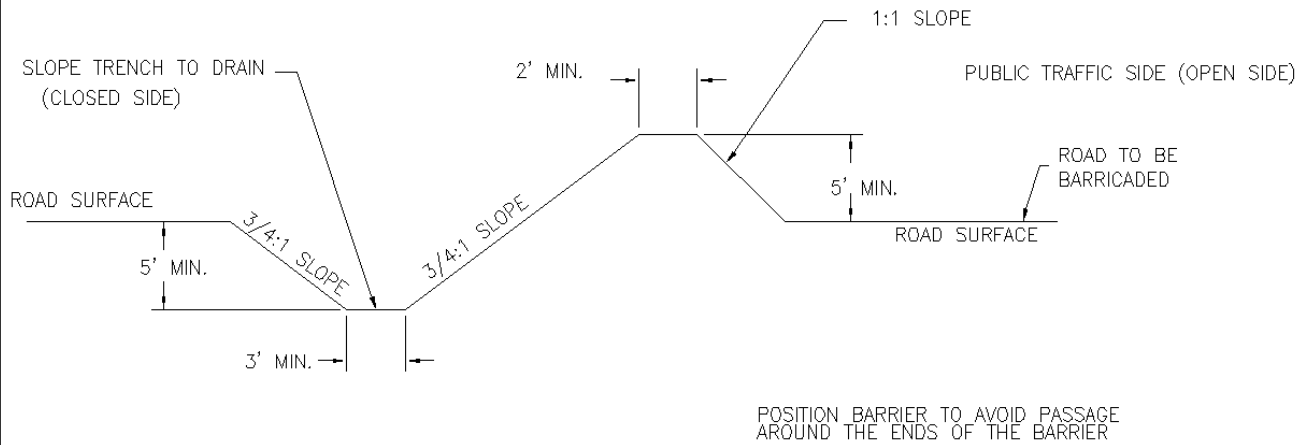 1:1 SLOPE
SLOPE TRENCH TO DRAIN
(CLOSED SIDE)
2' MIN.
PUBLIC TRAFFIC SIDE (OPEN SIDE)
ROAD TO BE
BARRICADED
5' MIN.
ROAD SURFACE
3/4:1 SLOPE
3/4:1 SLOPE
ROAD SURFACE
5' MIN.
3' MIN.
POSITION BARRIER TO AVOID PASSAGE
AROUND THE ENDS OF THE BARRIER